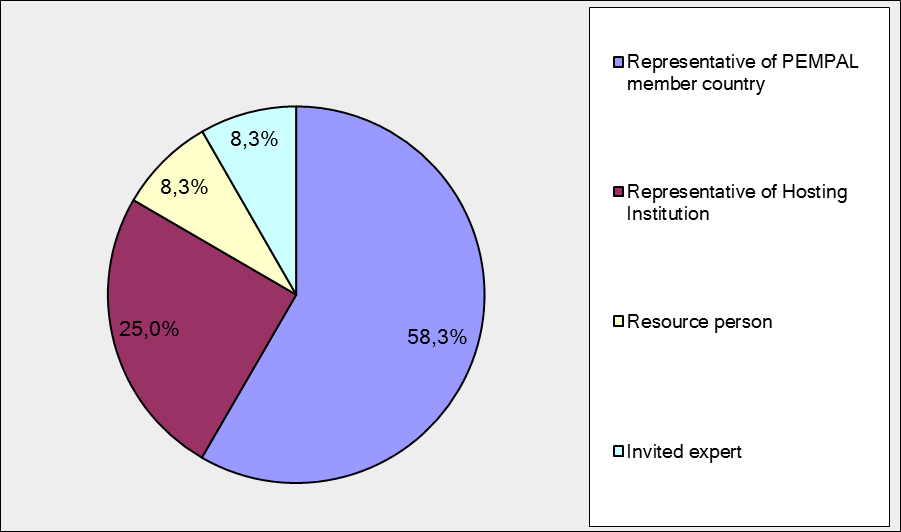 8,3%
8,3%
25,0%
58,3%
Representative of PEMPAL
member country
Representative of Hosting
Institution
Resource person
Invited expert